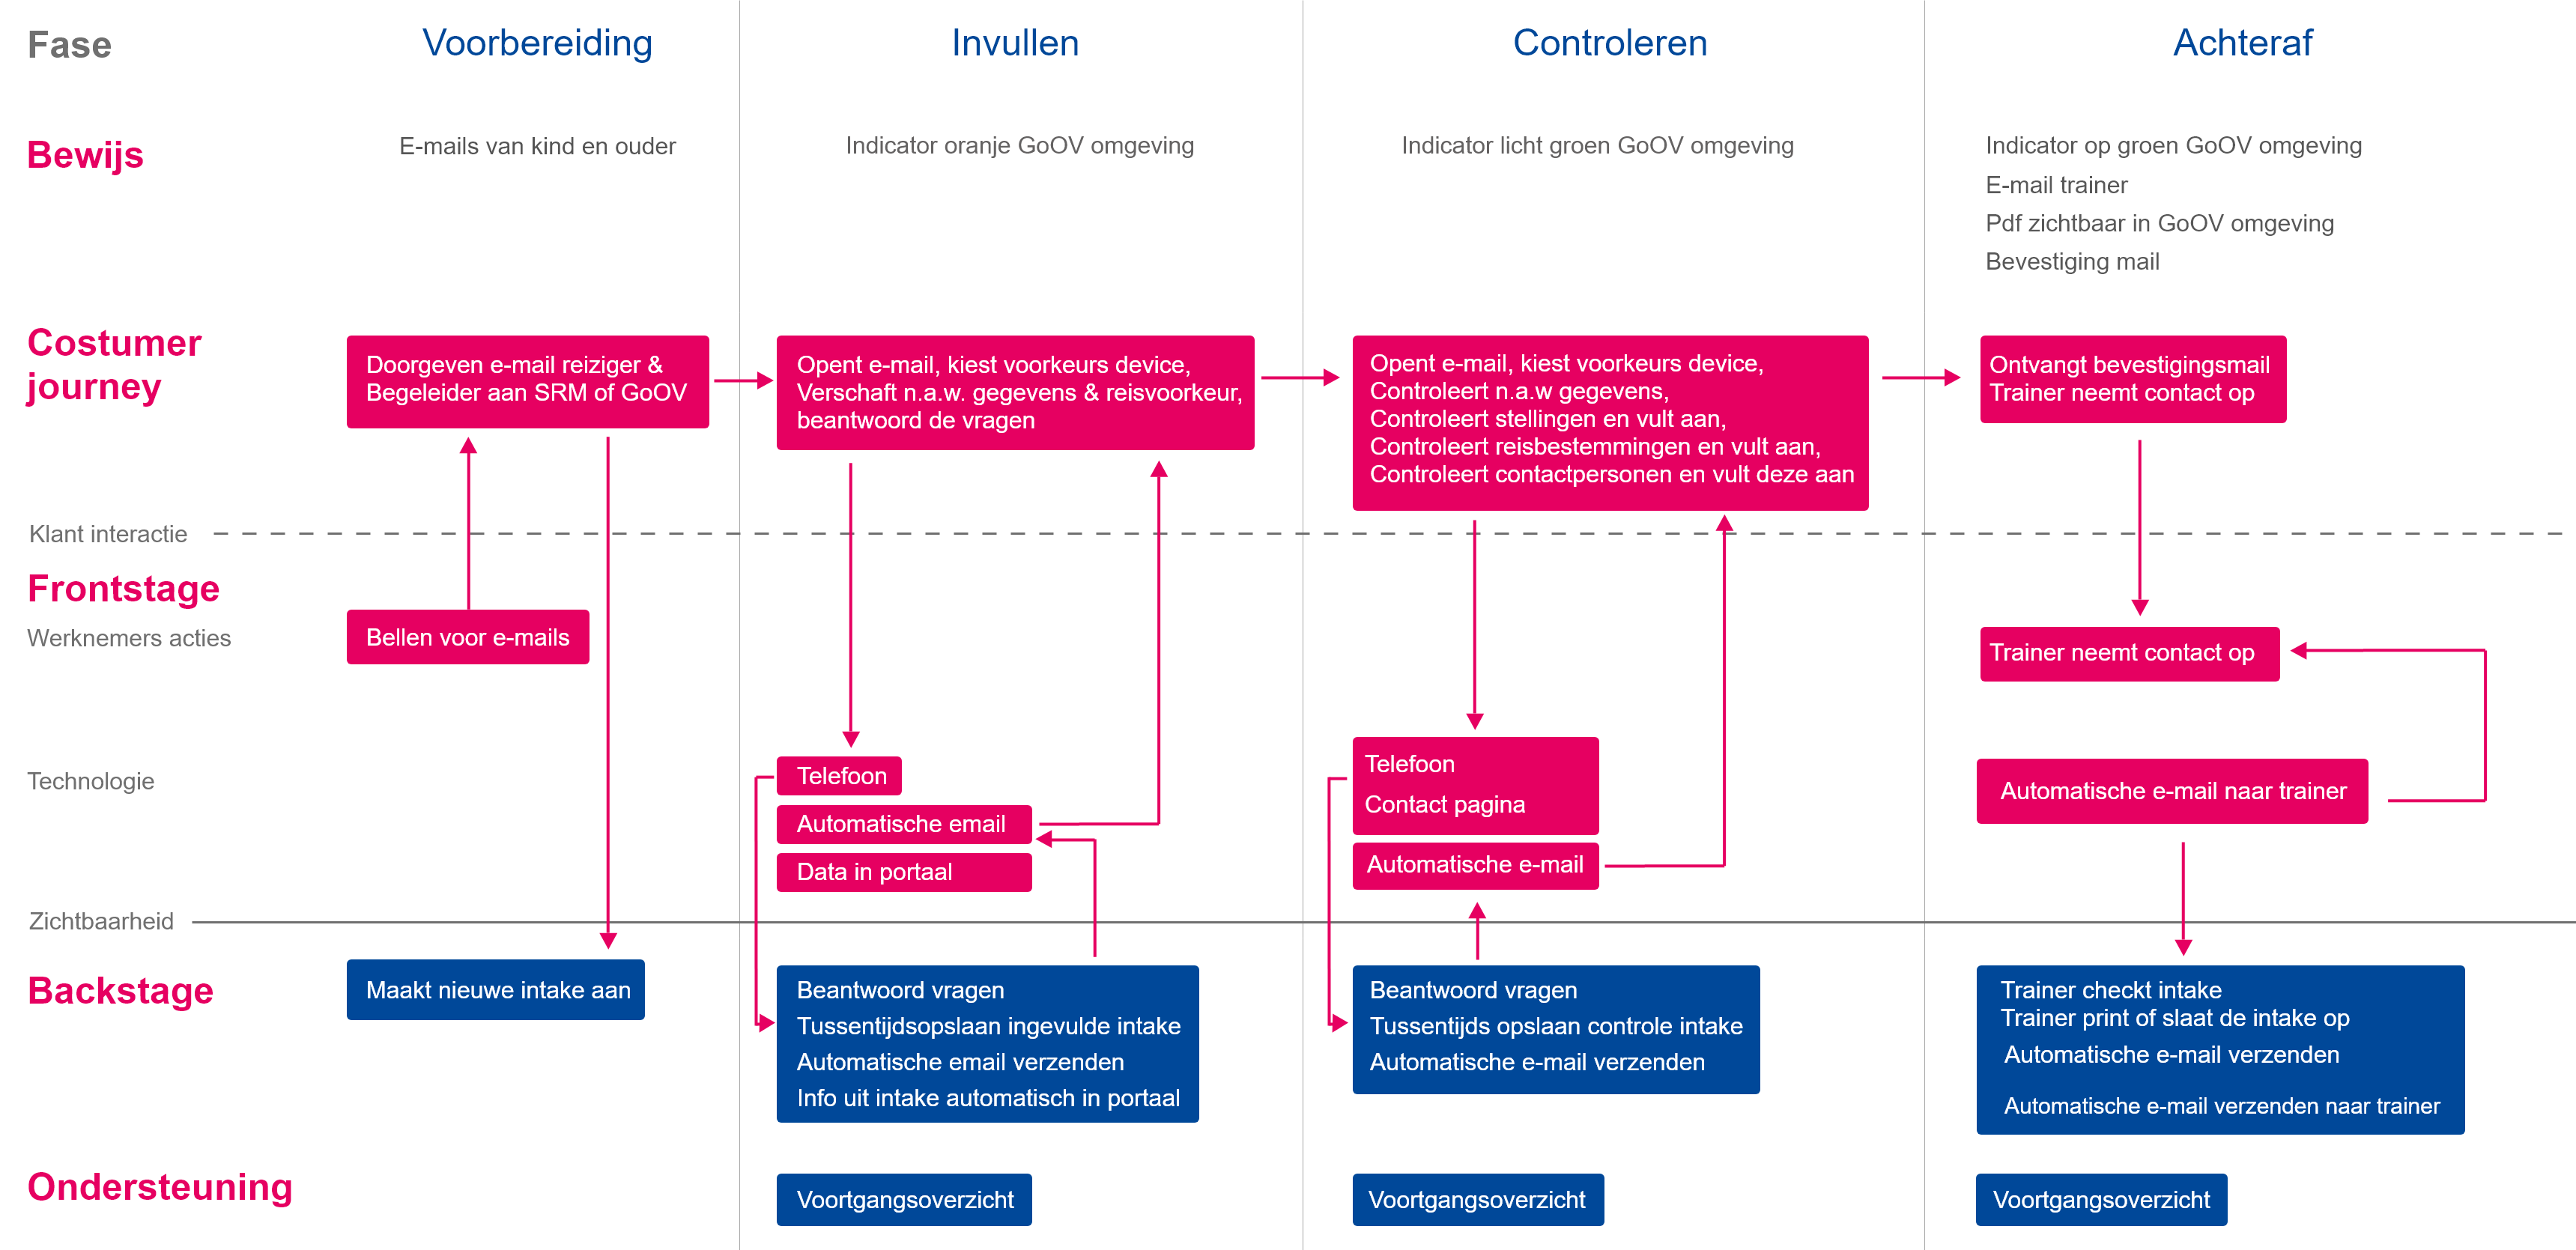 Fase
Voorbereiding
Invullen
Controleren
Achteraf
Bewijs
E-mails van kind en ouder
Indicator oranje GoOV omgeving
Indicator licht groen GoOV omgeving
Indicator op groen GoOV omgeving
E-mail trainer
Pdf zichtbaar in GoOV omgeving
Bevestiging mail
Costumer
journey
Doorgeven e-mail reiziger &
Begeleider aan SRM of GoOV
Opent e-mail, kiest voorkeurs device,
Verschaft n.a.w. gegevens & reisvoorkeur,
beantwoord de vragen
Opent e-mail, kiest voorkeurs device,
Controleert n.a.w gegevens,
Controleert stellingen en vult aan,
Controleert reisbestemmingen en vult aan,
Controleert contactpersonen en vult deze aan
Ontvangt bevestigingsmail
Trainer neemt contact op
Klant interactie
Frontstage
Werknemers acties
Bellen voor e-mails
Trainer neemt contact op
Technologie
Telefoon
Automatische email
Data in portaal
Telefoon
Contact pagina
Automatische e-mail
Automatische e-mail naar trainer
Zichtbaarheid
Backstage
Maakt nieuwe intake aan
Beantwoord vragen
Tussentijdsopslaan ingevulde intake
Automatische email verzenden
Info uit intake automatisch in portaal
Beantwoord vragen
Tussentijds opslaan controle intake
Automatische e-mail verzenden
Trainer checkt intake
Trainer print of slaat de intake op
Automatische e-mail verzenden
Automatische e-mail verzenden naar trainer
Ondersteuning
Voortgangsoverzicht
Voortgangsoverzicht
Voortgangsoverzicht